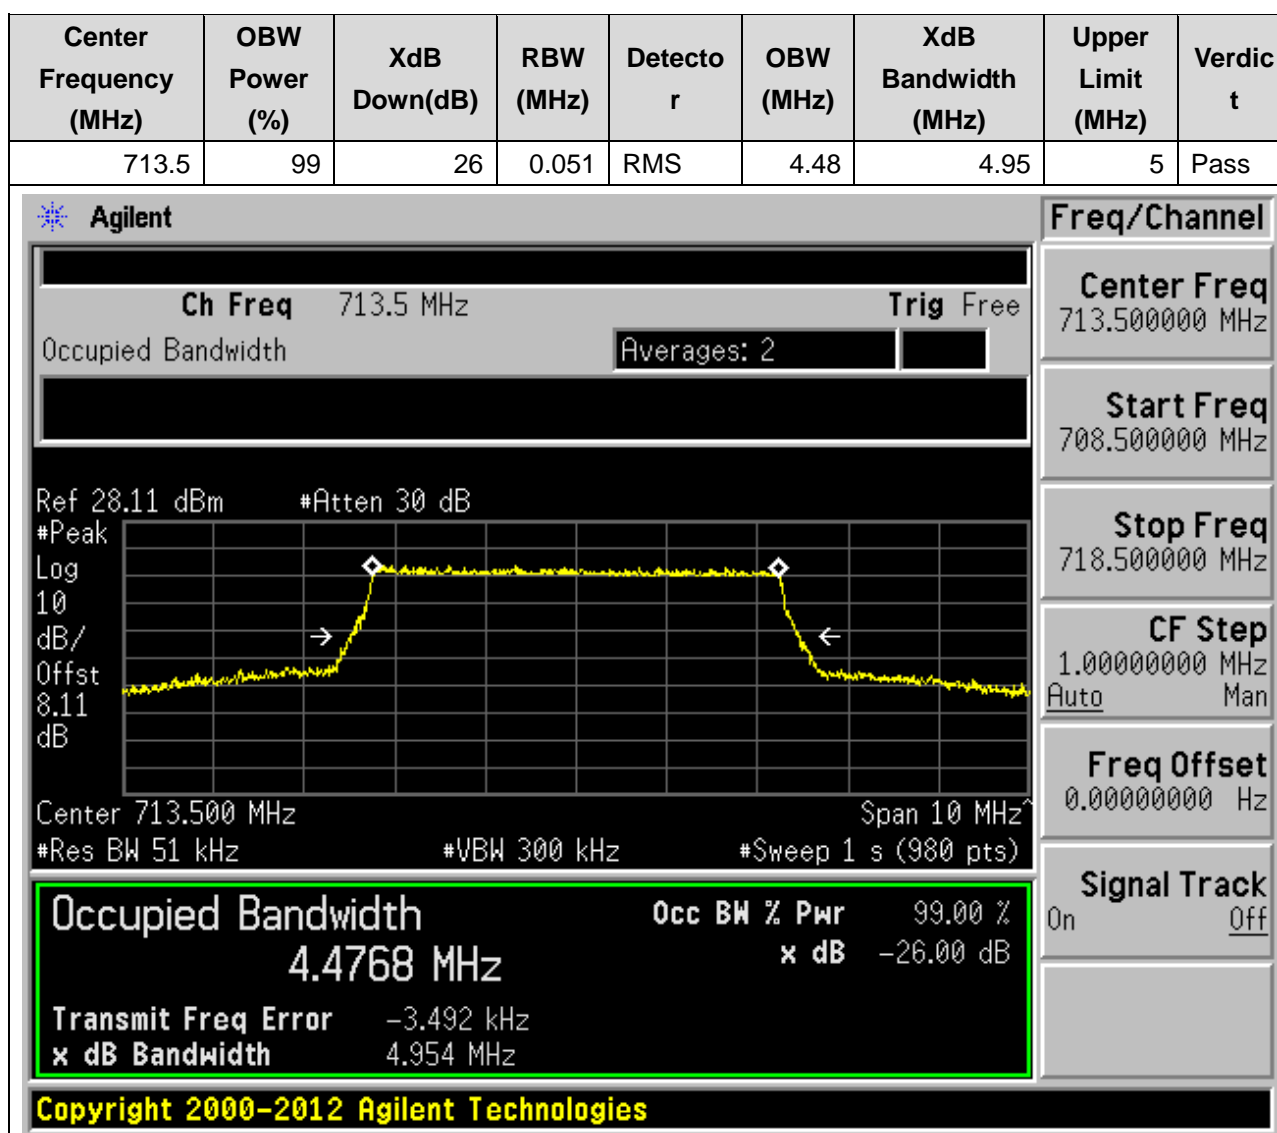 Center Frequency (MHz) OBW Power (%) XdB Down(dB) RBW (MHz) Detecto r OBW (MHz) XdB Bandwidth (MHz) Upper Limit (MHz) Verdic t
713.5 99 26 0.051 RMS 4.48 4.95 5 Pass
Agilent
Freq/Channel
Ch Freq 713.5 MHz Trig Free
Occupied Bandwidth Averages: 2
Center Freq
713.500000 MHz
Start Freq
708.500000 MHz
Stop Freq
718.500000 MHz
CF Step
1.00000000 MHz
Auto Man
Freq Offset
0.00000000 Hz
Signal Track
On Off
Ref 28.11 dBm #Atten 30 dB
#Peak
Log
10
dB/
Offst
8.11
dB
Center 713.500 MHz Span 10 MHz^
#Res BW 51 kHz #VBW 300 kHz #Sweep 1 s (980 pts)
Occupied Bandwidth Occ BW % Pwr 99.00 %
4.4768 MHz x dB -26.00 dB
Transmit Freq Error -3.492 kHz
x dB Bandwidth 4.954 MHz
Copyright 2000-2012 Agilent Technologies